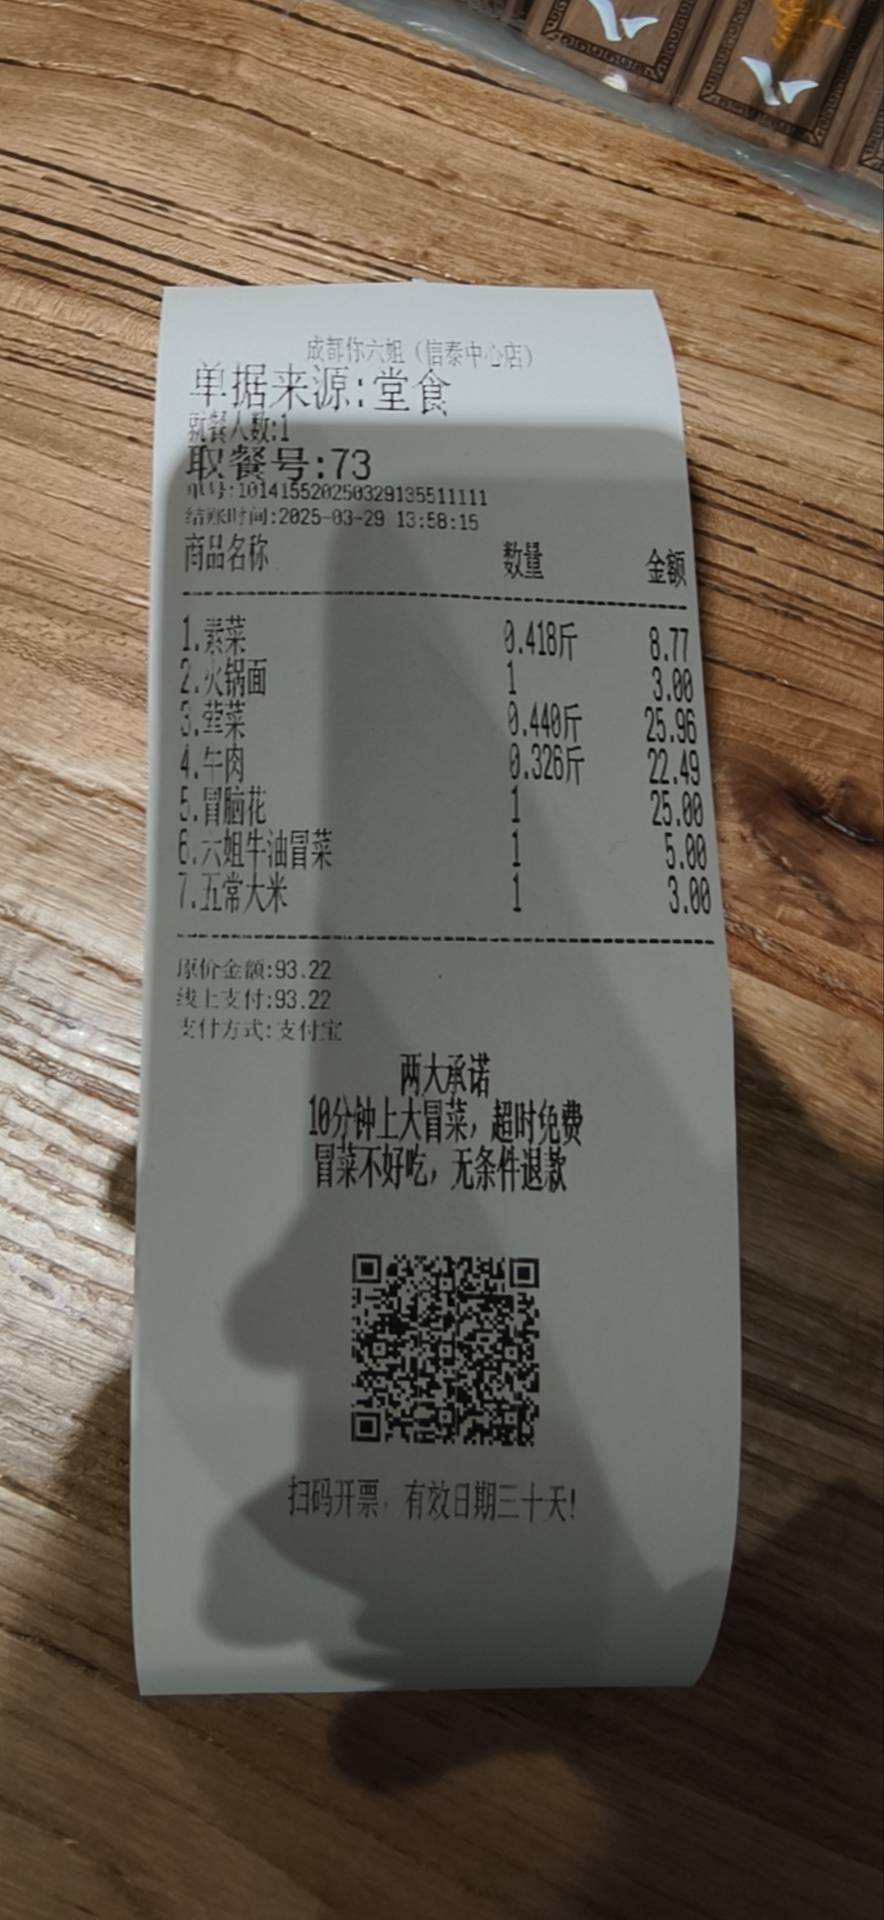 成都你六姐（信泰中心店）
单据来源:堂食
就餐人数:1
取餐号:73
单号:101415520250329135511111
结账时间:2025-03-29 13:58:15
商品名称 数量 金额
1.素菜 0.418斤 8.77
2.火锅面 1 3.00
3.荤菜 0.440斤 25.96
4.牛肉 0.326斤 22.49
5.冒脑花 1 25.00
6.六姐牛油冒菜 1 5.00
7.五常大米 1 3.00
原价金额:93.22
线上支付:93.22
支付方式:支付宝
两大承诺
10分钟上大冒菜，超时免费
冒菜不好吃，无条件退款
扫码开票，有效日期三十天!